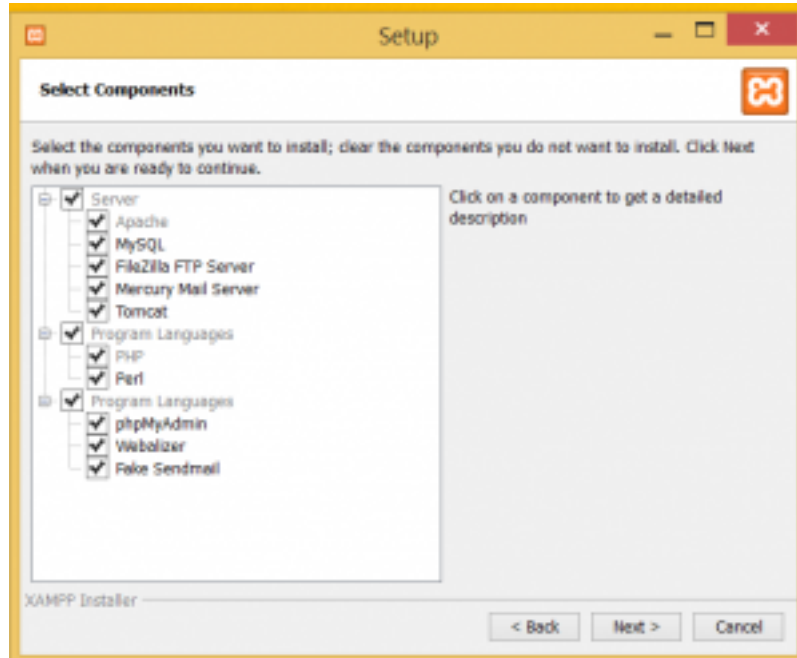 Setup
Select Components
Select the components you want to install; clear the components you do not want to install. Click Next
when you are ready to continue.
Server
Apache
MySQL
FileZilla FTP Server
Mercury Mail Server
Tomcat
Program Languages
PHP
Perl
Program Languages
phpMyAdmin
Webalizer
Fake Sendmail
Click on a component to get a detailed
description
XAMPP Installer
< Back
Next >
Cancel